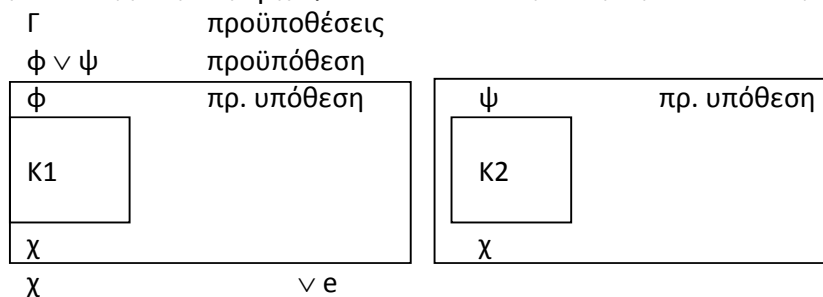 Γ προϋποθέσεις
φ ∨ ψ προϋπόθεση
φ πρ. υπόθεση ψ πρ. υπόθεση
Κ1 Κ2
χ χ
χ ∨ e